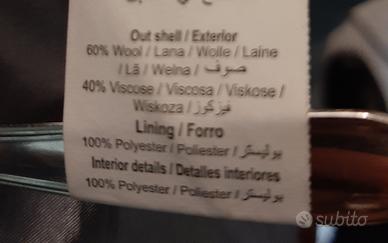 Out shell / Exterior
60% Wool / Lana / Wolle / Laine
/ Lã / Wełna / صوف
40% Viscose / Viscosa / Viskose /
Wiskoza / فيزكوز
Lining / Forro
100% Polyester / Poliester / بوليستر
Interior details / Detalles interiores
100% Polyester / Poliester / بوليستر
subito